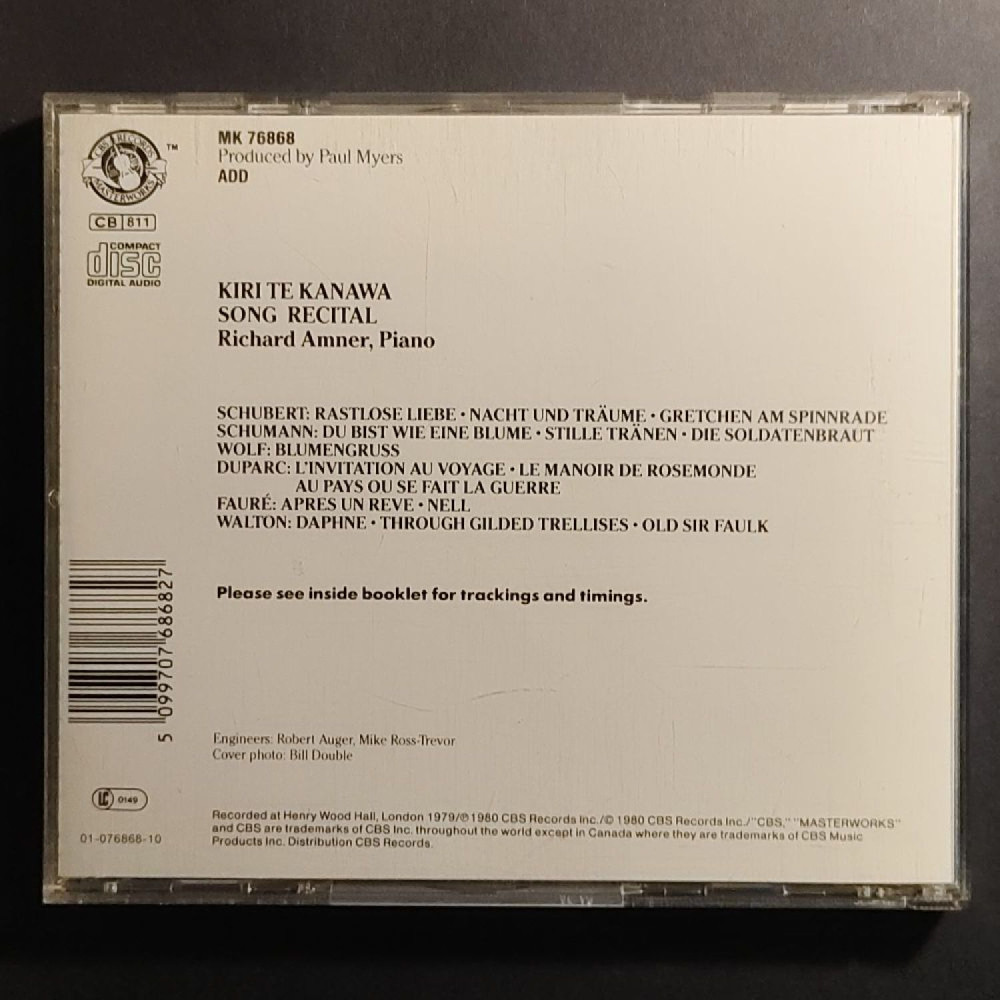 CBS RECORDS
MASTERWORKS
TM
CB 811
COMPACT
disc
DIGITAL AUDIO
MK 76868
Produced by Paul Myers
ADD
KIRI TE KANAWA
SONG RECITAL
Richard Amner, Piano
SCHUBERT: RASTLOSE LIEBE • NACHT UND TRÄUME • GRETCHEN AM SPINNRADE
SCHUMANN: DU BIST WIE EINE BLUME • STILLE TRÄNEN • DIE SOLDATENBRAUT
WOLF: BLUMENGRUSS
DUPARC: L'INVITATION AU VOYAGE • LE MANOIR DE ROSEMONDE
AU PAYS OU SE FAIT LA GUERRE
FAURÉ: APRES UN REVE • NELL
WALTON: DAPHNE • THROUGH GILDED TRELLISES • OLD SIR FAULK
Please see inside booklet for trackings and timings.
5 099707 686827
Engineers: Robert Auger, Mike Ross-Trevor
Cover photo: Bill Double
LC 0149
01-076868-10
Recorded at Henry Wood Hall, London 1979/℗ 1980 CBS Records Inc./© 1980 CBS Records Inc./"CBS," "MASTERWORKS"
and CBS are trademarks of CBS Inc. throughout the world except in Canada where they are trademarks of CBS Music
Products Inc. Distribution CBS Records.